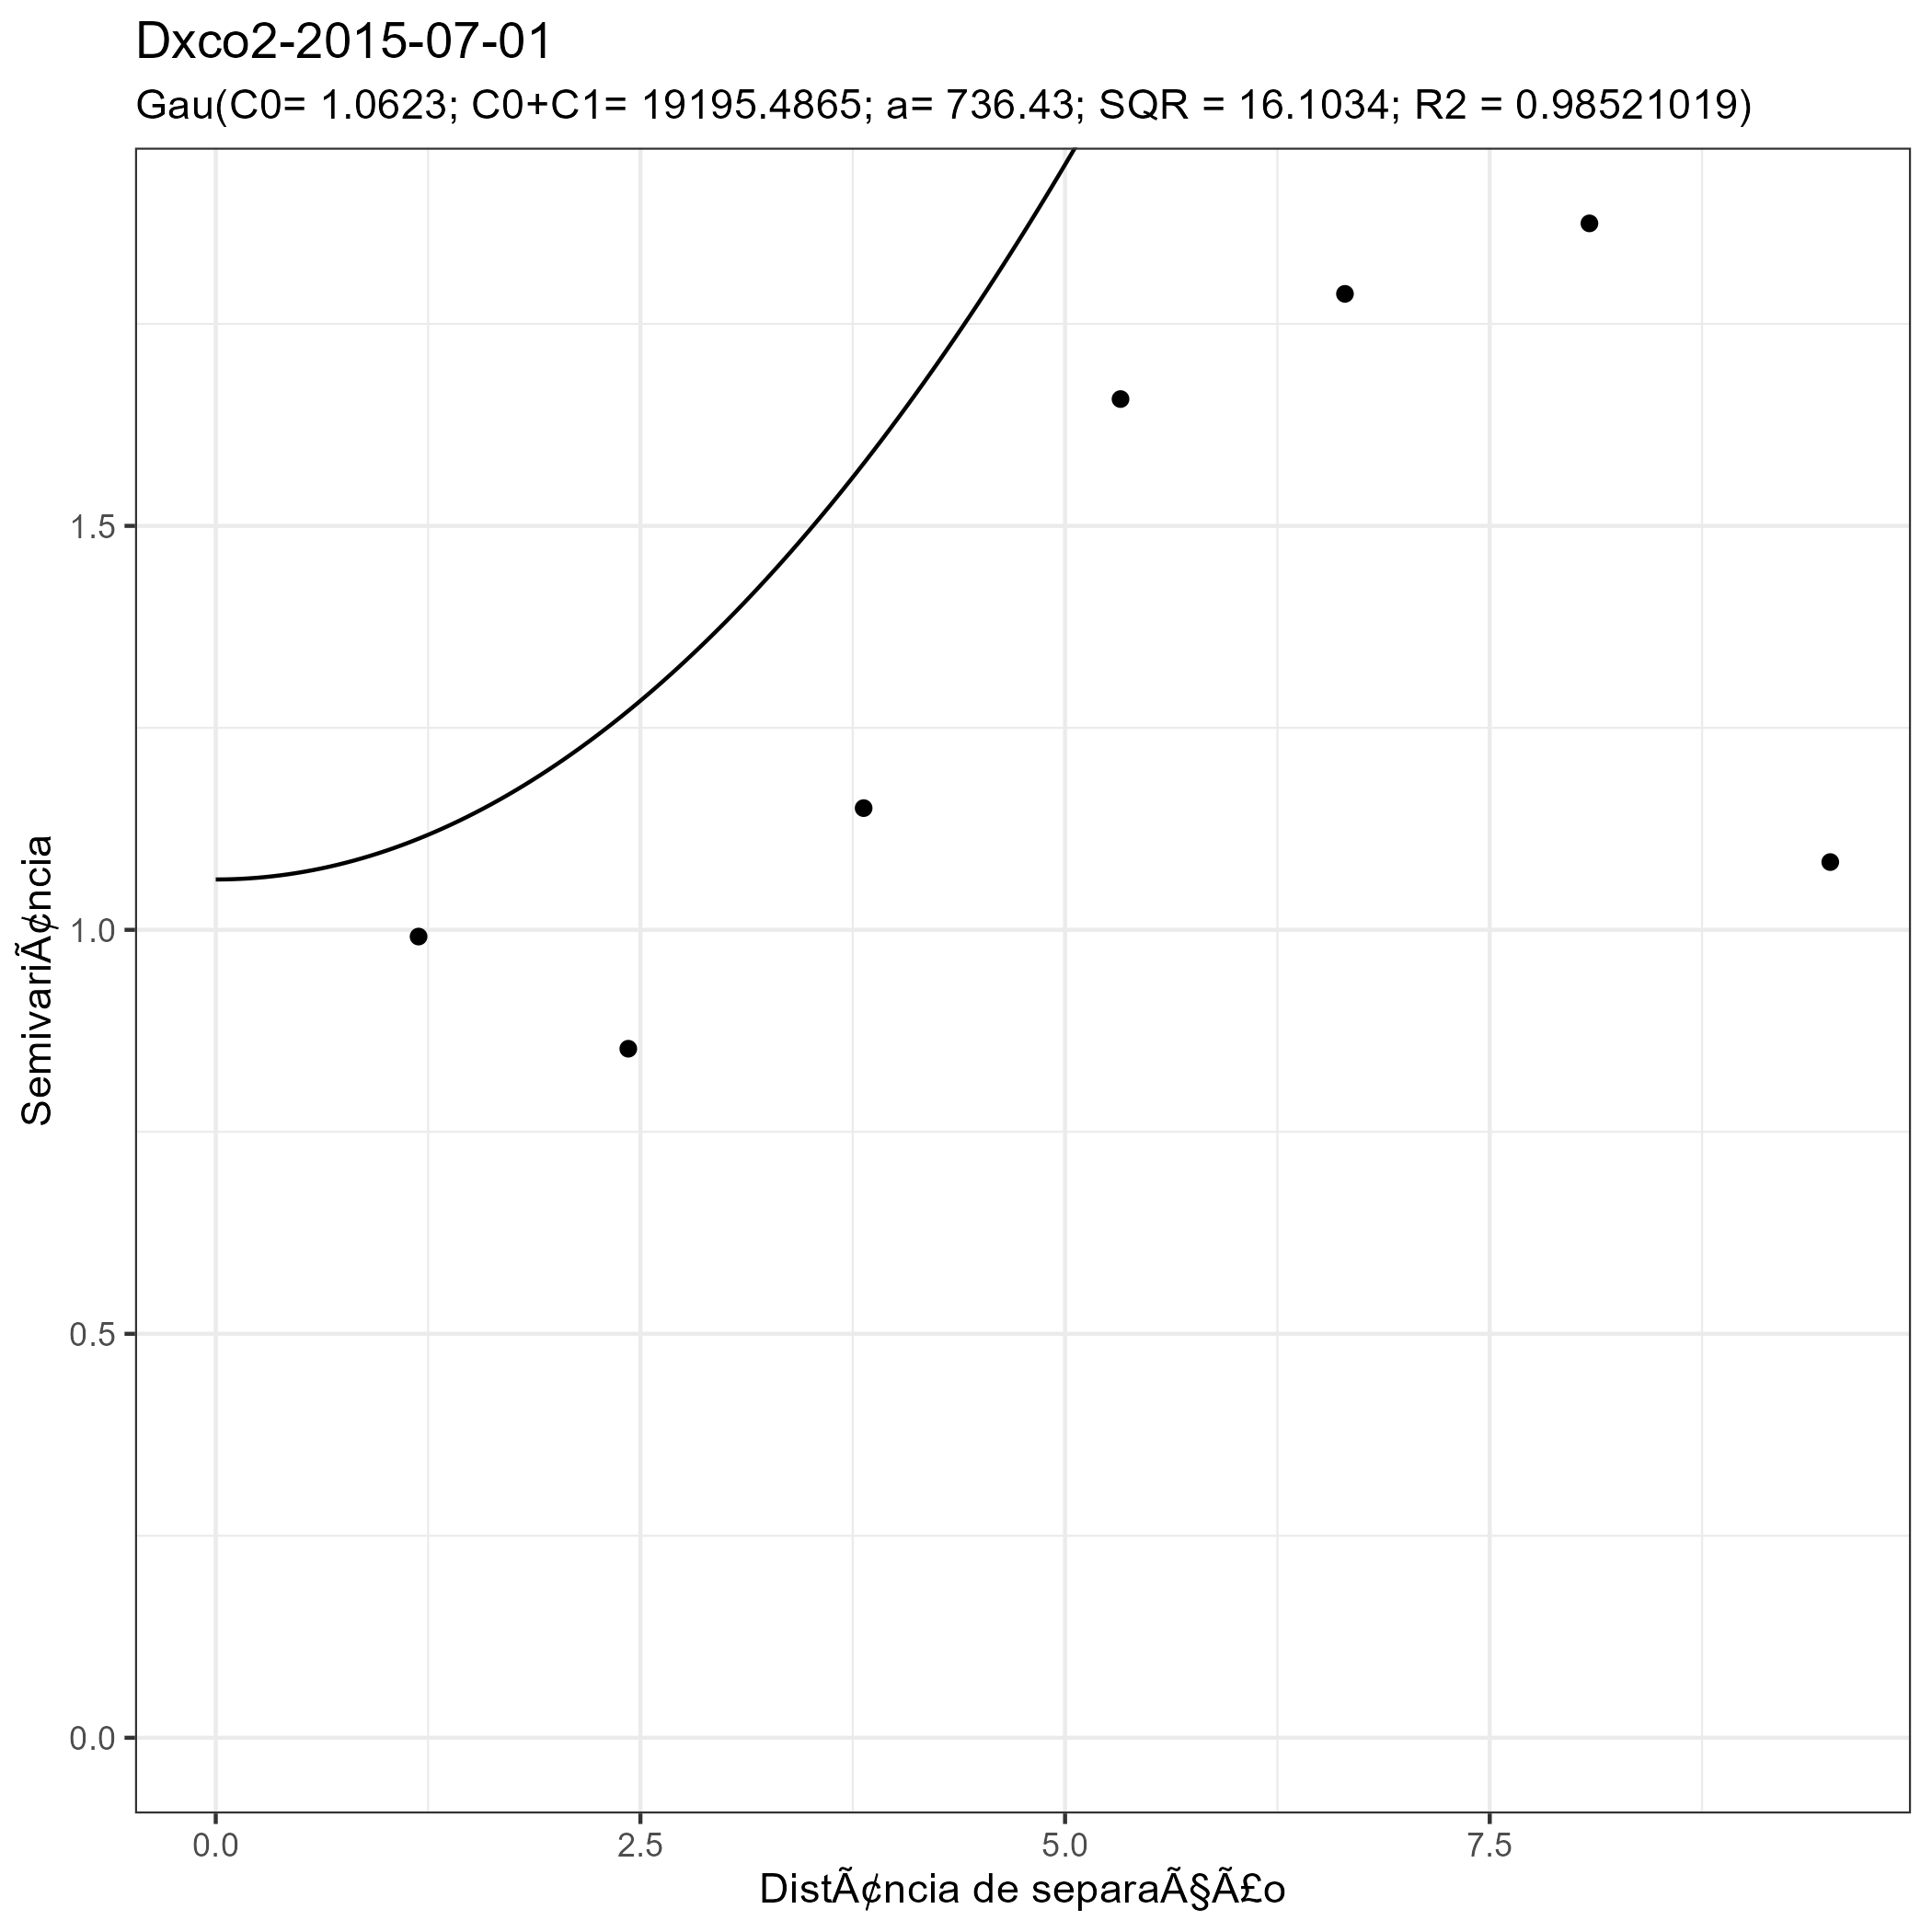 Dxco2-2015-07-01
Gau(C0= 1.0623; C0+C1= 19195.4865; a= 736.43; SQR = 16.1034; R2 = 0.98521019)
SemivariÃ¢ncia
1.5
1.0
0.5
0.0
0.0 2.5 5.0 7.5
DistÃ¢ncia de separaÃ§Ã£o